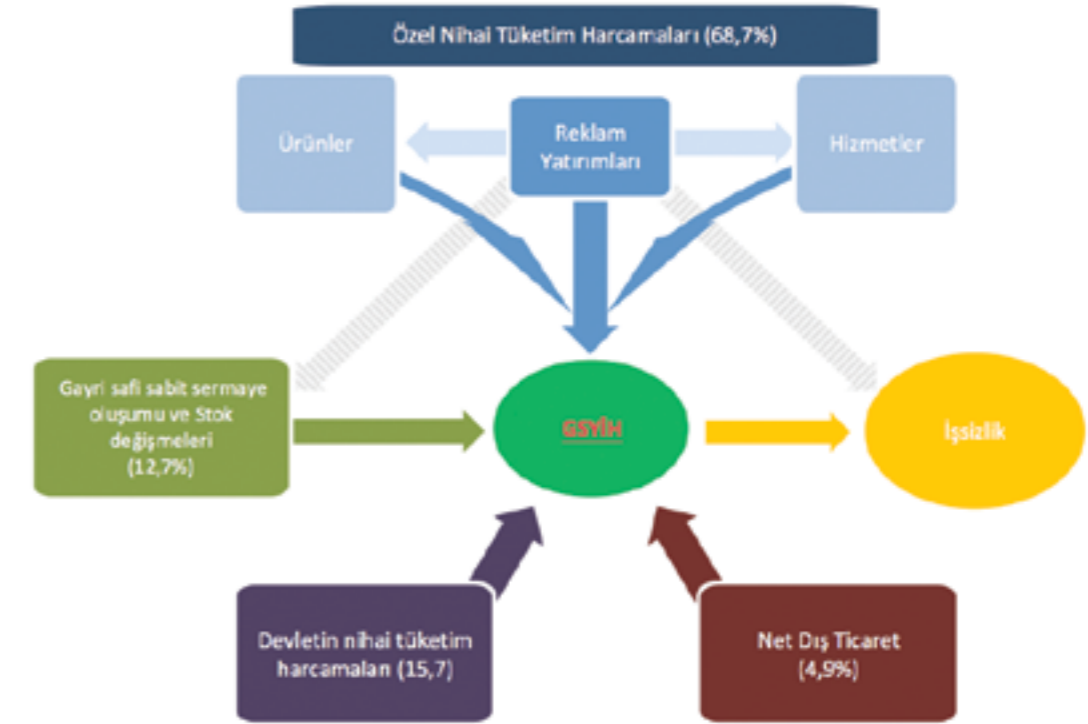 Özel Nihai Tüketim Harcamaları (68,7%)
Ürünler
Reklam
Yatırımları
Hizmetler
Gayri safi sabit sermaye
oluşumu ve Stok
değişmeleri
(12,7%)
GSYİH
İşsizlik
Devletin nihai tüketim
harcamaları (15,7)
Net Dış Ticaret
(4,9%)